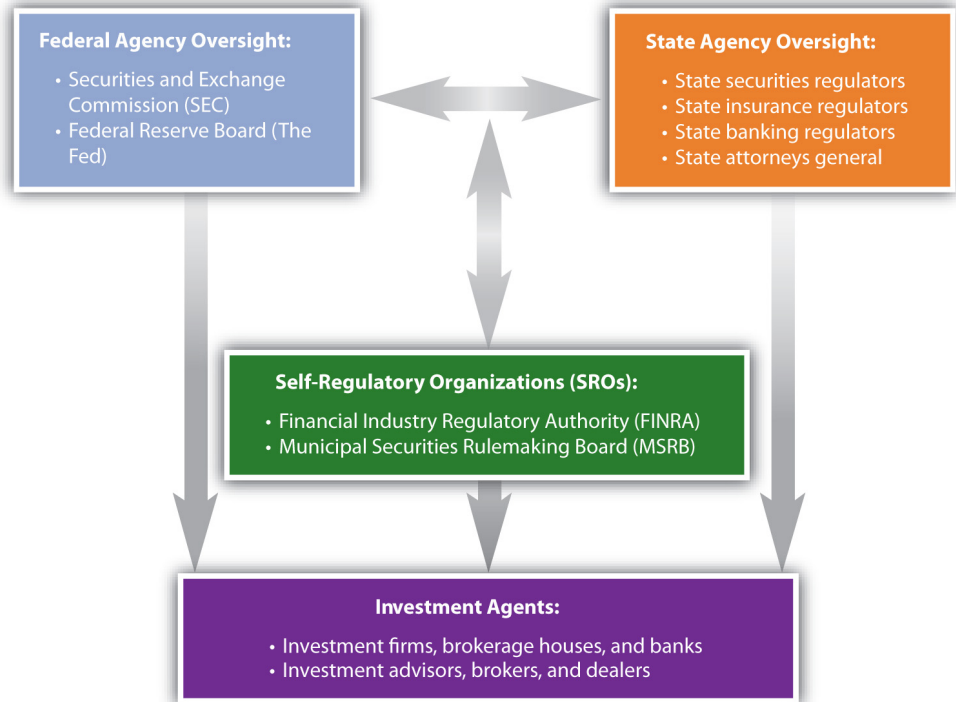 Federal Agency Oversight:
• Securities and Exchange
Commission (SEC)
• Federal Reserve Board (The
Fed)
State Agency Oversight:
• State securities regulators
• State insurance regulators
• State banking regulators
• State attorneys general
Self-Regulatory Organizations (SROs):
• Financial Industry Regulatory Authority (FINRA)
• Municipal Securities Rulemaking Board (MSRB)
Investment Agents:
• Investment firms, brokerage houses, and banks
• Investment advisors, brokers, and dealers